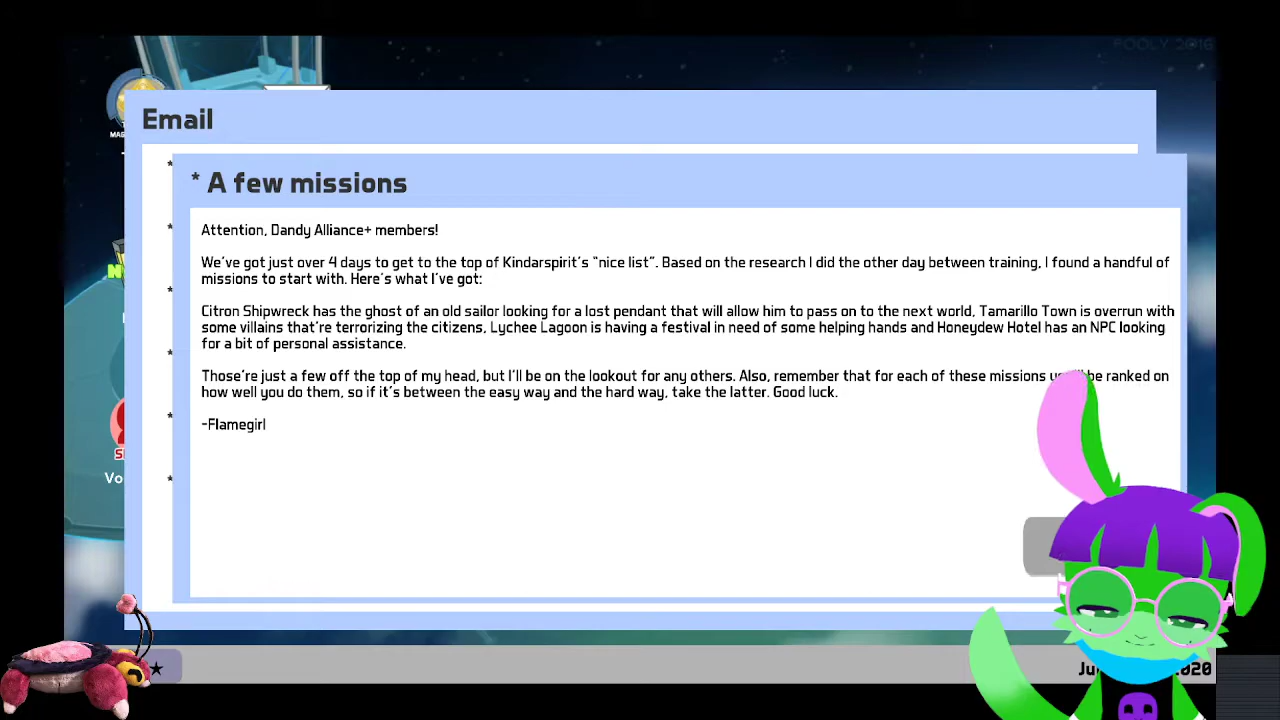 FOOLY 2016
Email
* A few missions
Attention, Dandy Alliance+ members!
We've got just over 4 days to get to the top of Kindarspirit's “nice list”. Based on the research I did the other day between training, I found a handful of
missions to start with. Here's what I've got:
Citron Shipwreck has the ghost of an old sailor looking for a lost pendant that will allow him to pass on to the next world, Tamarillo Town is overrun with
some villains that're terrorizing the citizens, Lychee Lagoon is having a festival in need of some helping hands and Honeydew Hotel has an NPC looking
for a bit of personal assistance.
Those're just a few off the top of my head, but I'll be on the lookout for any others. Also, remember that for each of these missions be ranked on
how well you do them, so if it's between the easy way and the hard way, take the latter. Good luck.
-Flamegirl